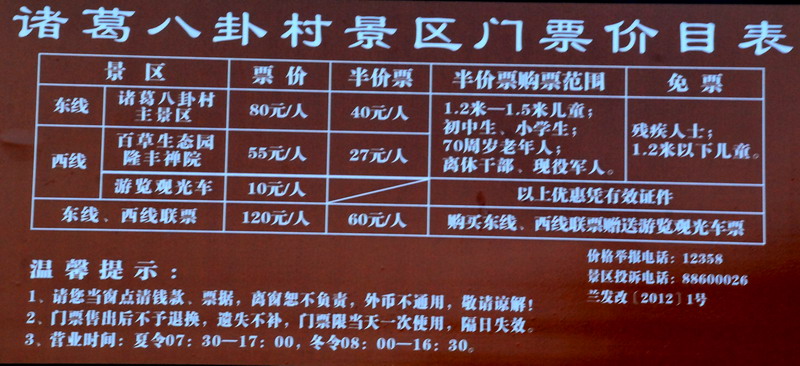 诸葛八卦村景区门票价目表
景 区 票 价 半价票 半价票购票范围 免 票
东线 诸葛八卦村主景区 80元/人 40元/人 1.2米—1.5米儿童；
初中生、小学生；
70周岁老年人；
离休干部、现役军人。
残疾人士；
1.2米以下儿童。
西线 百草生态园
隆丰禅院 55元/人 27元/人
游览观光车 10元/人 以上优惠凭有效证件
东线、西线联票 120元/人 60元/人 购买东线、西线联票赠送游览观光车票
价格举报电话：12358
景区投诉电话：88600026
兰发改〔2012〕1号
温馨提示：
1、请您当窗点清钱款、票据，离窗恕不负责，外币不通用，敬请谅解！
2、门票售出后不予退换，遗失不补，门票限当天一次使用，隔日失效。
3、营业时间：夏令07：30—17：00，冬令08：00—16：30。